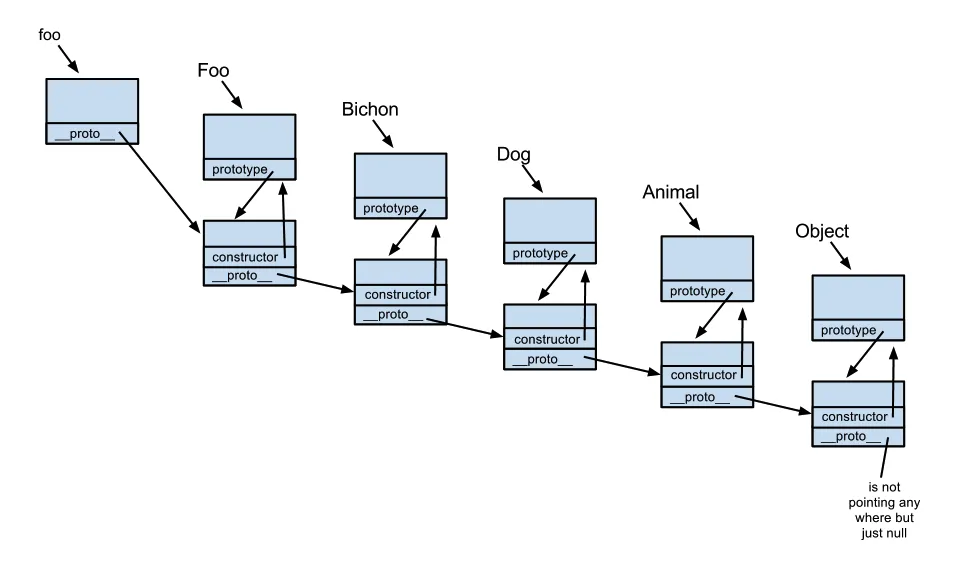 foo
__proto__
Foo
prototype
constructor
__proto__
Bichon
prototype
constructor
__proto__
Dog
prototype
constructor
__proto__
Animal
prototype
constructor
__proto__
Object
prototype
constructor
__proto__
is not
pointing any
where but
just null